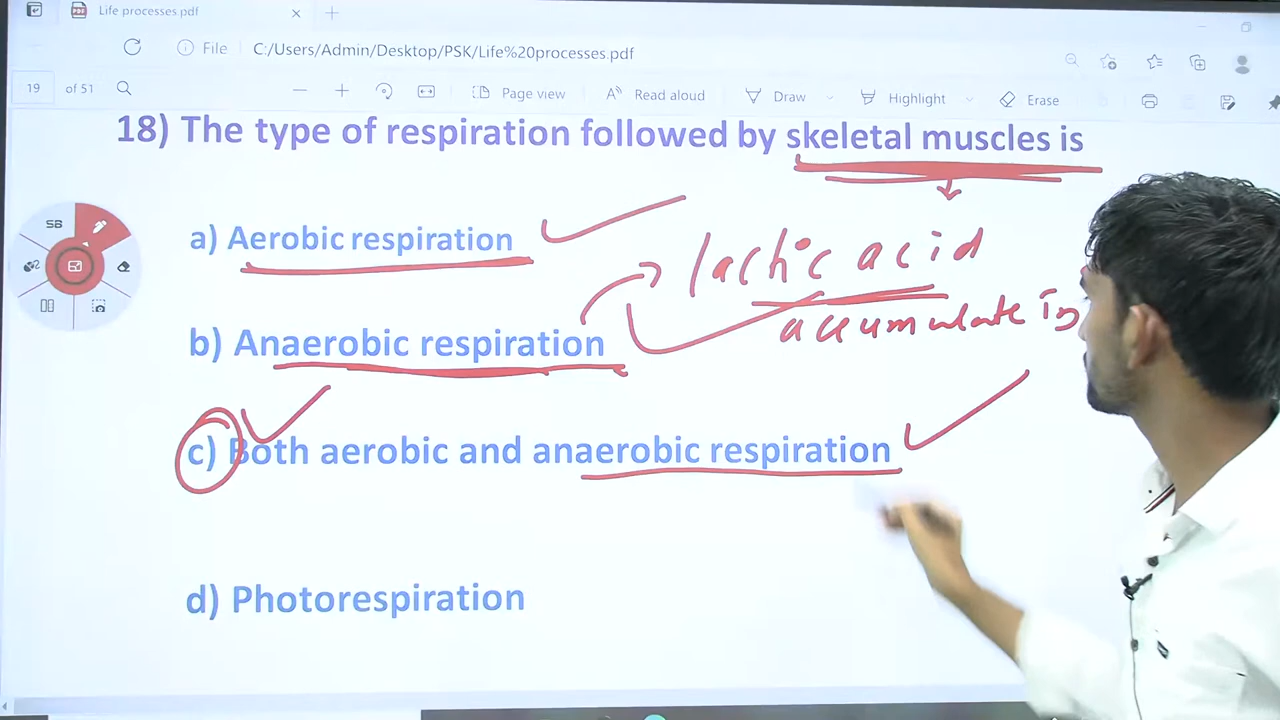 Life processes.pdf
File C:/Users/Admin/Desktop/PSK/Life%20processes.pdf
19 of 51 Page view Read aloud Draw Highlight Erase
18) The type of respiration followed by skeletal muscles is
SB
a) Aerobic respiration
lactic acid
accumulate in
b) Anaerobic respiration
c) Both aerobic and anaerobic respiration
d) Photorespiration